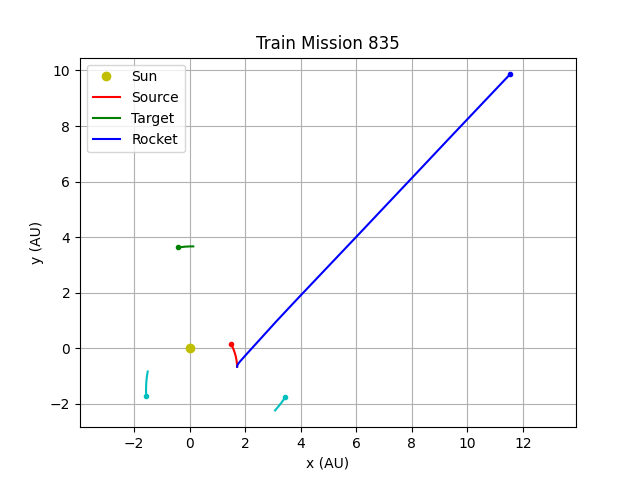 Train Mission 835
Sun
Source
Target
Rocket
10
8
6
4
2
0
−2
y (AU)
−2 0 2 4 6 8 10 12
x (AU)